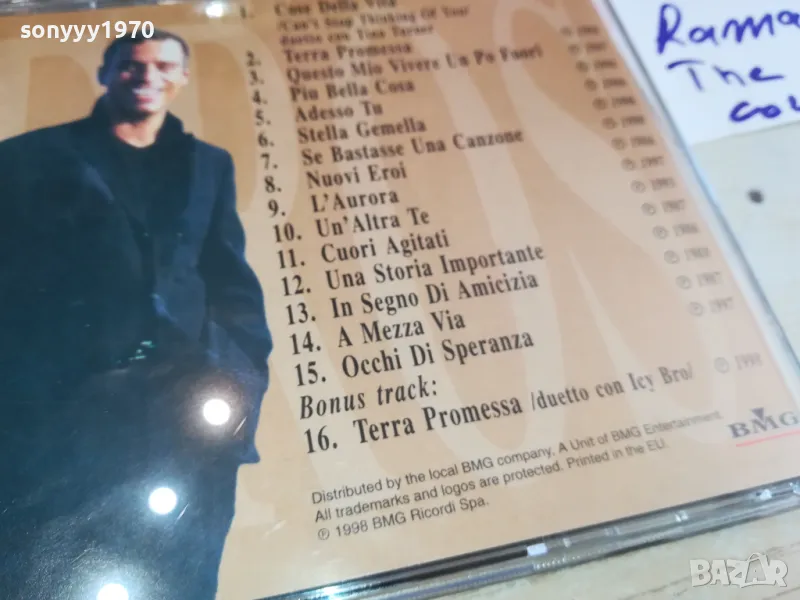 sonyyy1970
1. Cose Della Vita
/Can't Stop Thinking Of You/
duetto con Tina Turner
2. Terra Promessa
3. Questo Mio Vivere Un Po Fuori
4. Piu Bella Cosa
5. Adesso Tu
6. Stella Gemella
7. Se Bastasse Una Canzone
8. Nuovi Eroi
9. L'Aurora
10. Un'Altra Te
11. Cuori Agitati
12. Una Storia Importante
13. In Segno Di Amicizia
14. A Mezza Via
15. Occhi Di Speranza
Bonus track:
16. Terra Promessa /duetto con Icy Bro/ ℗ 1998
Distributed by the local BMG company. A Unit of BMG Entertainment.
All trademarks and logos are protected. Printed in the EU.
℗ 1998 BMG Ricordi Spa.
BMG
Rama
The
BAZAR